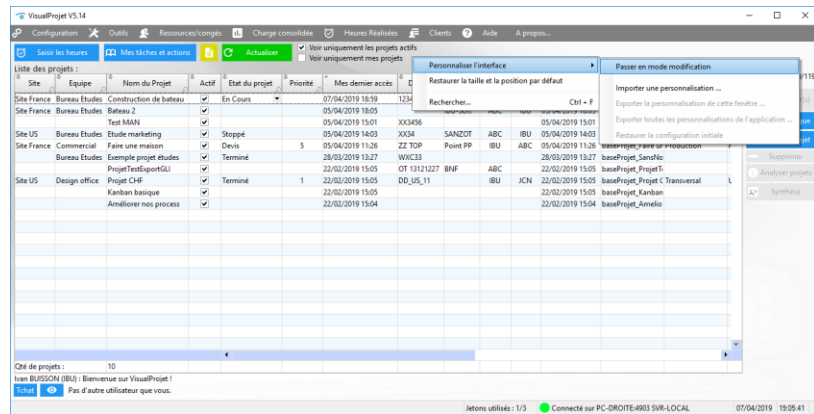 VisualProjet V5.14
Configuration Outils Ressources/congés Charge consolidée Heures Réalisées Clients Aide A propos...
Saisir les heures Mes tâches et actions Actualiser Voir uniquement les projets actifs
Voir uniquement mes projets
Personnaliser l'interface Passer en mode modification
Restaurer la taille et la position par défaut Importer une personnalisation ...
Rechercher... Ctrl + F Exporter la personnalisation de cette fenêtre ...
Exporter toutes les personnalisations de l'application ...
Restaurer la configuration initiale
Liste des projets :
Site Equipe Nom du Projet Actif Etat du projet Priorité Mes dernier accès
Site France Bureau Etudes Construction de bateau En Cours 07/04/2019 18:59
Site France Bureau Etudes Bateau 2 05/04/2019 18:05
Test MAN 05/04/2019 15:01 XX3456 05/04/2019 15:01
Site US Bureau Etudes Etude marketing Stoppé 05/04/2019 14:03 XX34 SANZOT ABC IBU 05/04/2019 14:03
Site France Commercial Faire une maison Devis 5 05/04/2019 11:26 ZZ TOP Point PP IBU ABC 05/04/2019 11:26
Bureau Etudes Exemple projet études Terminé 28/03/2019 13:27 WXC33 28/03/2019 13:27 baseProjet_SansNo
ProjetTestExportGLI 22/02/2019 15:05 OT 13121227 BNF ABC 22/02/2019 15:05
Site US Design office Projet CHF Terminé 1 22/02/2019 15:05 DD_US_11 IBU JCN 22/02/2019 15:05 baseProjet_Projet C Transversal
Kanban basique 22/02/2019 15:05 22/02/2019 15:05 baseProjet_Kanban
Améliorer nos process 22/02/2019 15:04 22/02/2019 15:04 baseProjet_Amelio
Supprimer
Analyser projets
Synthèse
Qté de projets : 10
Ivan BUISSON (IBU) : Bienvenue sur VisualProjet !
Tchat Pas d'autre utilisateur que vous.
Jetons utilisés : 1/3 Connecté sur PC-DROITE:4903 SVR-LOCAL 07/04/2019 19:05:41